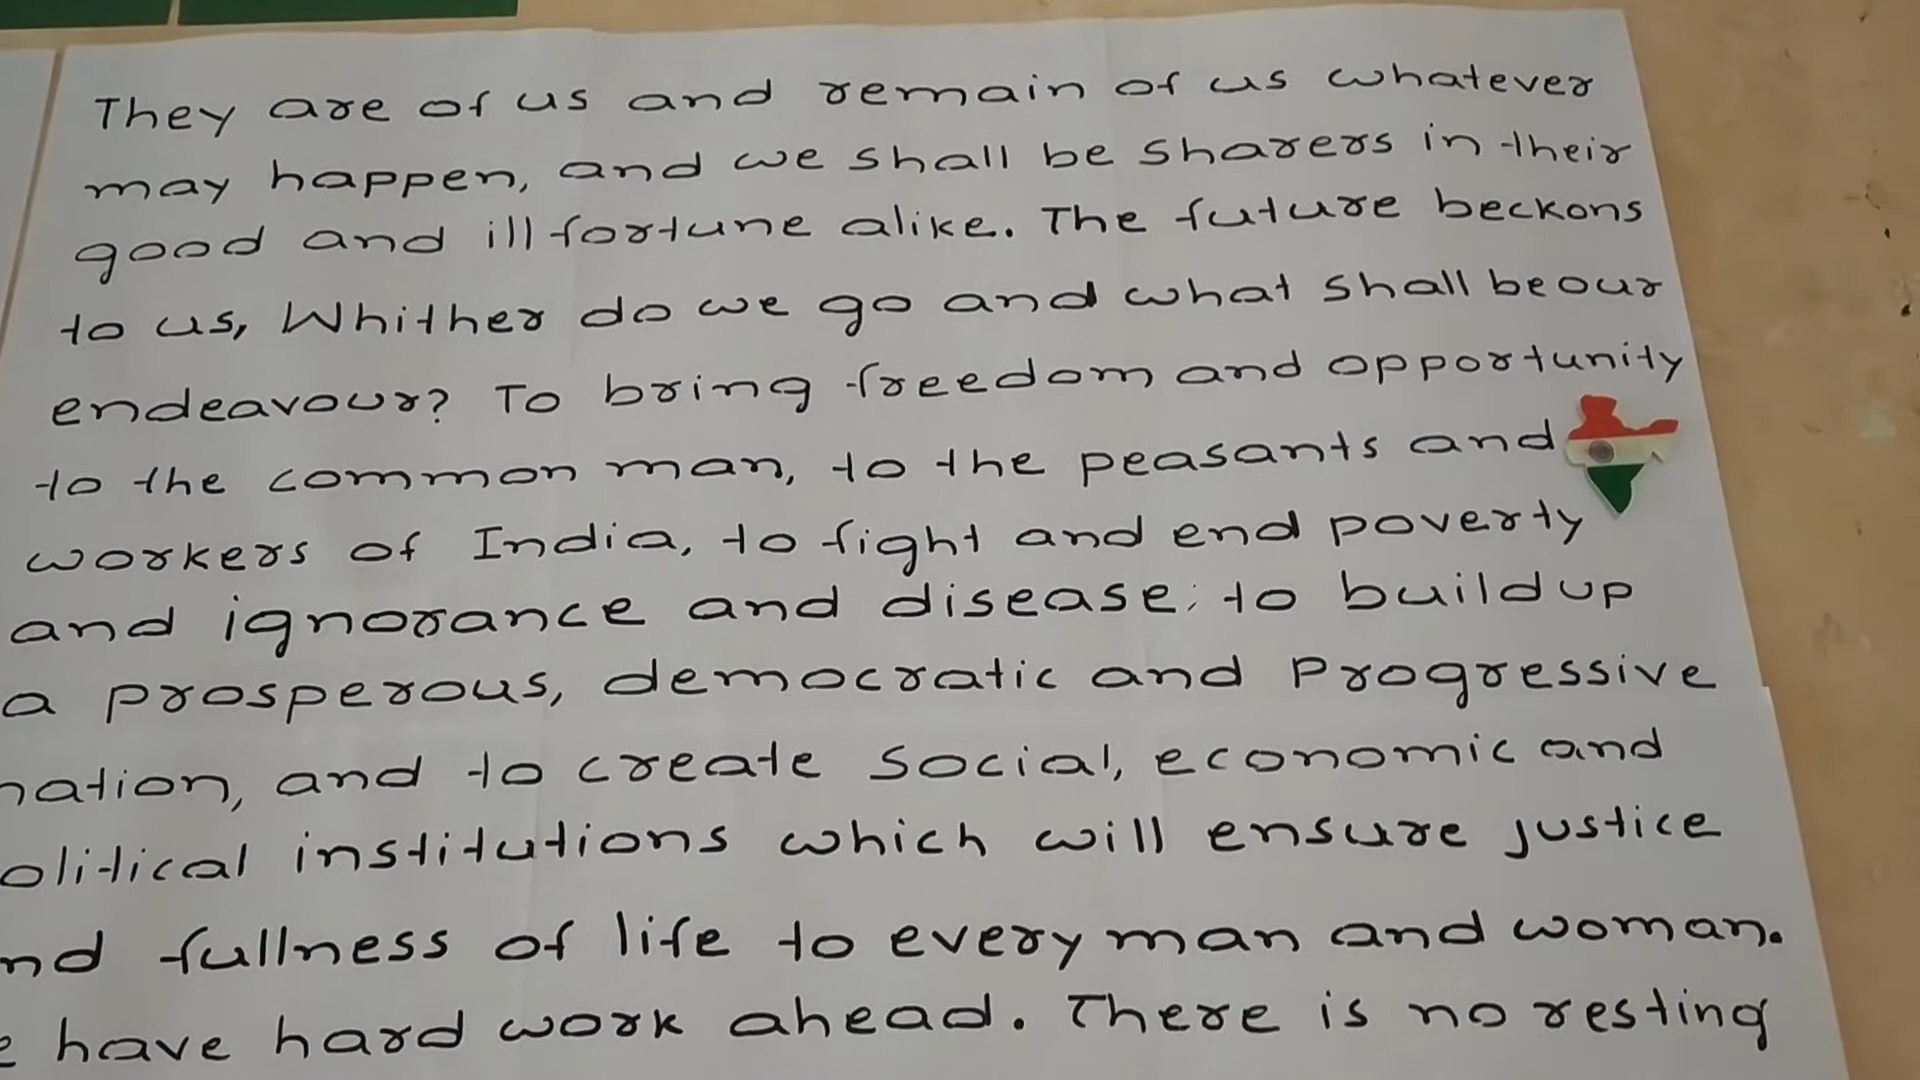 They are of us and remain of us whatever
may happen, and we shall be sharers in their
good and ill fortune alike. The future beckons
to us, Whither do we go and what shall be our
endeavour? To bring freedom and opportunity
to the common man, to the peasants and
workers of India, to fight and end poverty
and ignorance and disease; to build up
a prosperous, democratic and Progressive
nation, and to create Social, economic and
olitical institutions which will ensure justice
nd fullness of life to every man and woman.
e have hard work ahead. There is no resting